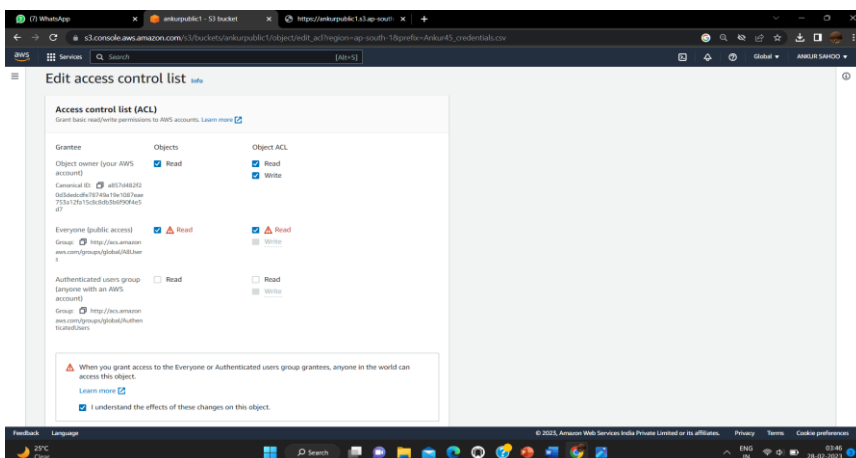 (7) WhatsApp
ankurpublic1 - S3 bucket
https://ankurpublic1.s3.ap-south
s3.console.aws.amazon.com/s3/buckets/ankurpublic1/object/edit_acl?region=ap-south-1&prefix=Ankur45_credentials.csv
aws
Services
Search
[Alt+S]
Global
ANKUR SAHOO
Edit access control list Info
Access control list (ACL)
Grant basic read/write permissions to AWS accounts. Learn more
Grantee Objects Object ACL
Object owner (your AWS Read Read
account) Write
Canonical ID:
Everyone (public access) Read Read
Group: http://acs.amazon Write
aws.com/groups/global/AllUser
s
Authenticated users group Read Read
(anyone with an AWS Write
account)
Group: http://acs.amazon
aws.com/groups/global/Authen
ticatedUsers
When you grant access to the Everyone or Authenticated users group grantees, anyone in the world can
access this object.
Learn more
I understand the effects of these changes on this object.
Feedback Language © 2023, Amazon Web Services India Private Limited or its affiliates. Privacy Terms Cookie preferences
25°C
Clear
Search
ENG
IN
03:46
28-02-2023